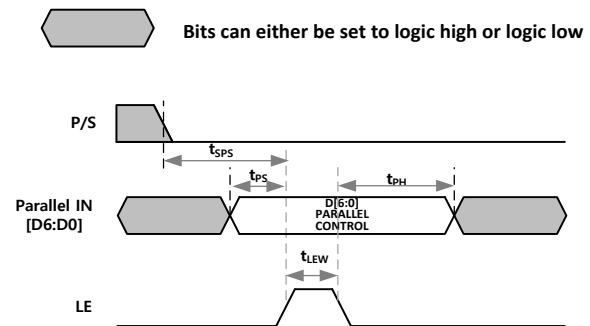 Bits can either be set to logic high or logic low
P/S
tSPS
tPS
tPH
Parallel IN
[D6:D0]
D[6:0]
PARALLEL
CONTROL
tLEW
LE